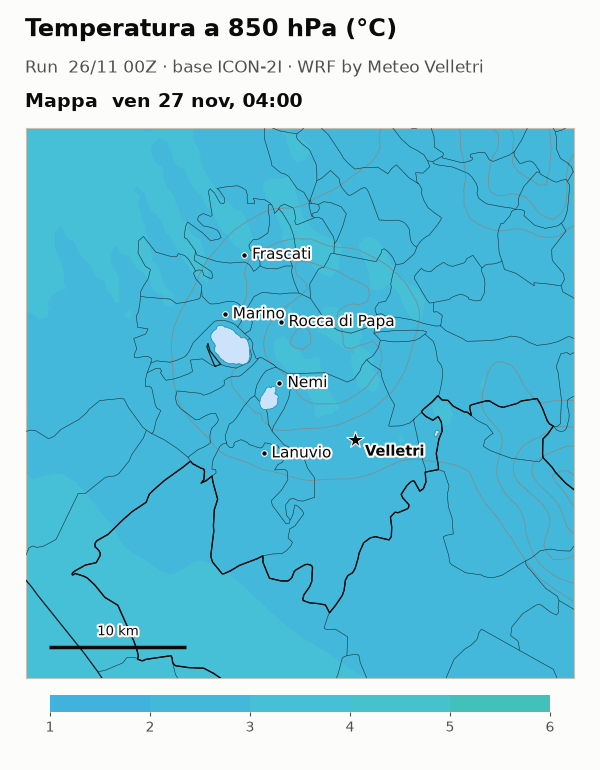 Temperatura a 850 hPa (°C)
Run  26/11 00Z · base ICON-2I · WRF by Meteo Velletri
Mappa  ven 27 nov, 04:00
Frascati
Marino
Rocca di Papa
Nemi
Velletri
Lanuvio
10 km
1 2 3 4 5 6